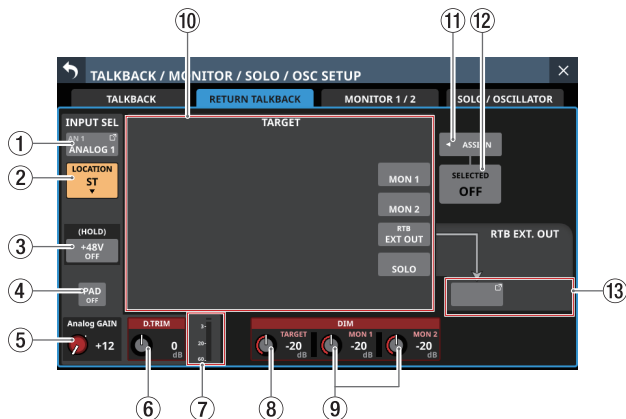 ⑩ ⑪ ⑫
TALKBACK / MONITOR / SOLO / OSC SETUP
TALKBACK RETURN TALKBACK MONITOR 1 / 2 SOLO / OSCILLATOR
INPUT SEL TARGET
①
AN 1
ANALOG 1
ASSIGN
②
LOCATION
ST
MON 1
SELECTED
OFF
MON 2
③
(HOLD)
+48V
OFF
RTB
EXT OUT
RTB EXT. OUT
SOLO
④
PAD
OFF
⑬
⑤
Analog GAIN
+12
D.TRIM
0
dB
3
20
60
DIM
TARGET
-20
dB
MON 1
-20
dB
MON 2
-20
dB
⑥ ⑦ ⑧ ⑨